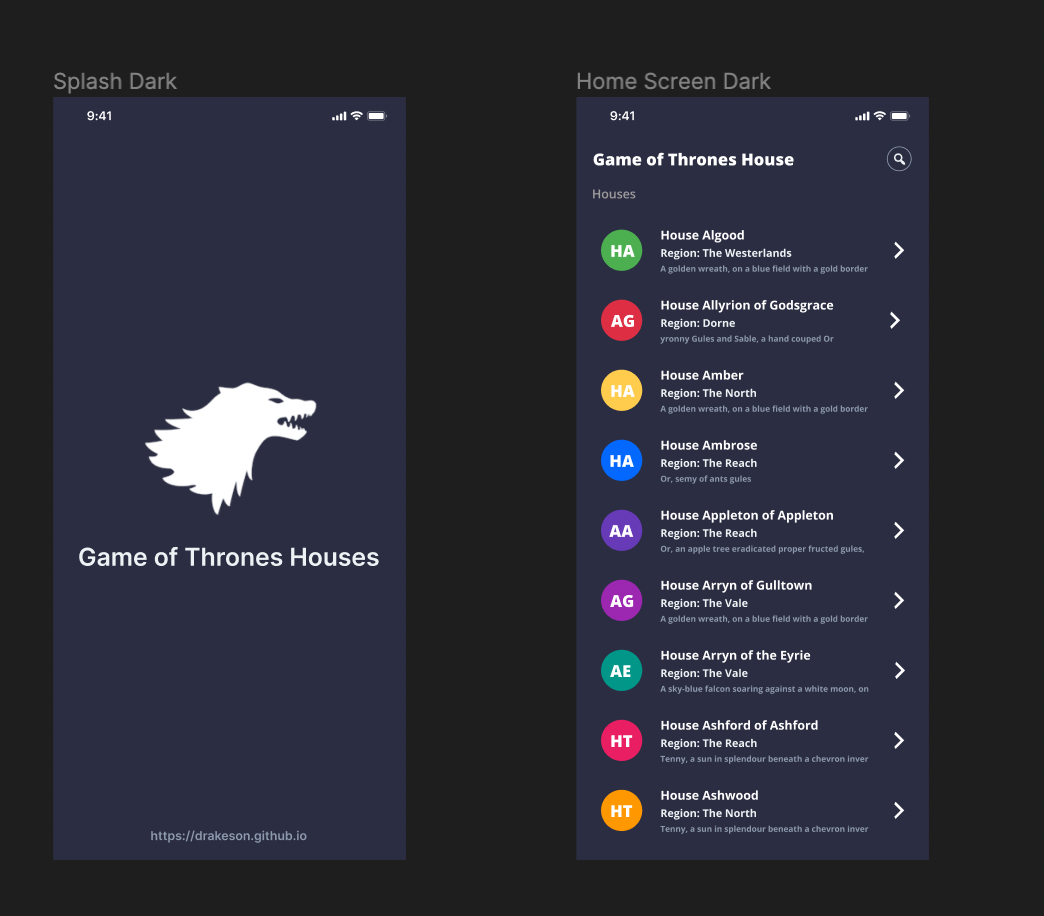 Splash Dark
9:41
Game of Thrones Houses
https://drakeson.github.io
Home Screen Dark
9:41
Game of Thrones House
Houses
HA
House Algood
Region: The Westerlands
A golden wreath, on a blue field with a gold border
AG
House Allyrion of Godsgrace
Region: Dorne
yronny Gules and Sable, a hand couped Or
HA
House Amber
Region: The North
A golden wreath, on a blue field with a gold border
HA
House Ambrose
Region: The Reach
Or, semy of ants gules
AA
House Appleton of Appleton
Region: The Reach
Or, an apple tree eradicated proper fructed gules,
AG
House Arryn of Gulltown
Region: The Vale
A golden wreath, on a blue field with a gold border
AE
House Arryn of the Eyrie
Region: The Vale
A sky-blue falcon soaring against a white moon, on
HT
House Ashford of Ashford
Region: The Reach
Tenny, a sun in splendour beneath a chevron inver
HT
House Ashwood
Region: The North
Tenny, a sun in splendour beneath a chevron inver